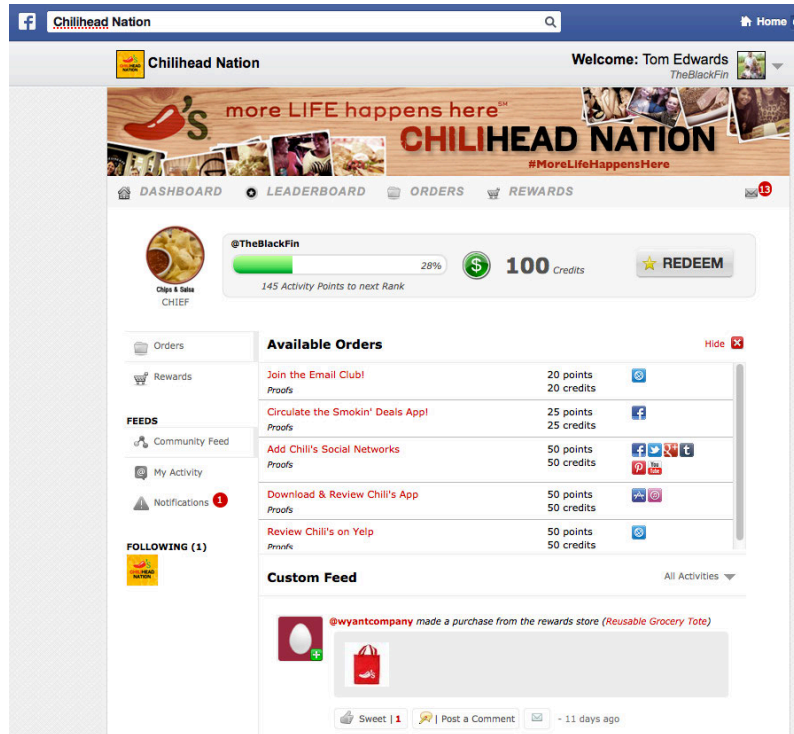 Chilihead Nation
Home
Chilihead Nation
Welcome: Tom Edwards
TheBlackFin
CHILI'S more LIFE happens here℠
CHILIHEAD NATION
#MoreLifeHappensHere
DASHBOARD LEADERBOARD ORDERS REWARDS 13
@TheBlackFin
28%
145 Activity Points to next Rank
$ 100 Credits
REDEEM
Chips & Salsa
CHIEF
Orders
Rewards
FEEDS
Community Feed
My Activity
Notifications 1
FOLLOWING (1)
CHILIHEAD
NATION
Available Orders Hide
Join the Email Club! 20 points
Proofs 20 credits
Circulate the Smokin' Deals App! 25 points
Proofs 25 credits
Add Chili's Social Networks 50 points
Proofs 50 credits
Download & Review Chili's App 50 points
Proofs 50 credits
Review Chili's on Yelp 50 points
Proofs 50 credits
Custom Feed All Activities
@wyantcompany made a purchase from the rewards store (Reusable Grocery Tote)
Sweet | 1 | Post a Comment - 11 days ago